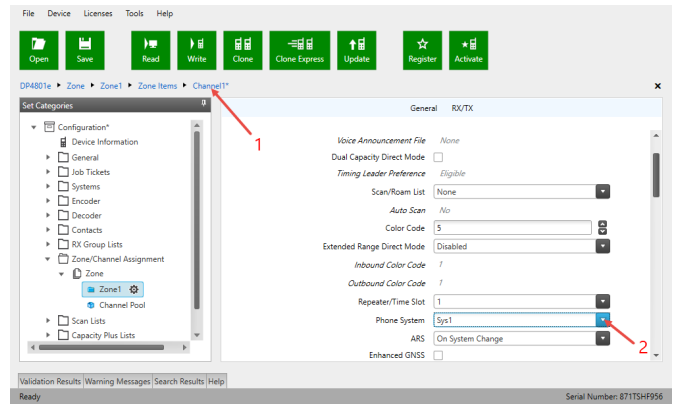 File Device Licenses Tools Help
Open Save Read Write Clone Clone Express Update Register Activate
DP4801e Zone Zone1 Zone Items Channel1*
Set Categories
General RX/TX
1
Configuration*
Device Information
General
Job Tickets
Systems
Encoder
Decoder
Contacts
RX Group Lists
Zone/Channel Assignment
Zone
Zone1
Channel Pool
Scan Lists
Capacity Plus Lists
Voice Announcement File None
Dual Capacity Direct Mode
Timing Leader Preference Eligible
Scan/Roam List None
Auto Scan No
Color Code 5
Extended Range Direct Mode Disabled
Inbound Color Code 1
Outbound Color Code 1
Repeater/Time Slot 1
Phone System Sys1
ARS On System Change
2
Enhanced GNSS
Validation Results Warning Messages Search Results Help
Ready Serial Number: 871TSHF956